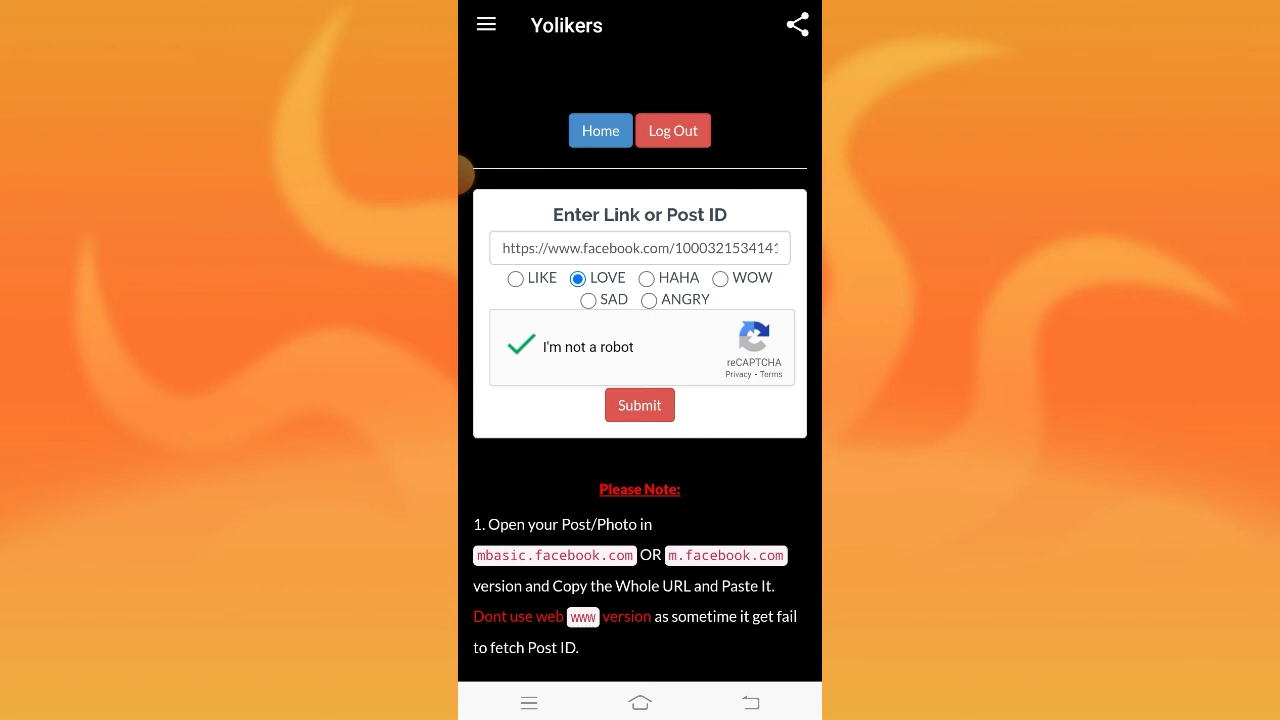 Yolikers
Home Log Out
Enter Link or Post ID
https://www.facebook.com/1000321534141
LIKE LOVE HAHA WOW
SAD ANGRY
I'm not a robot
reCAPTCHA
Privacy - Terms
Submit
Please Note:
1. Open your Post/Photo in
mbasic.facebook.com OR m.facebook.com
version and Copy the Whole URL and Paste It.
Dont use web www version as sometime it get fail
to fetch Post ID.